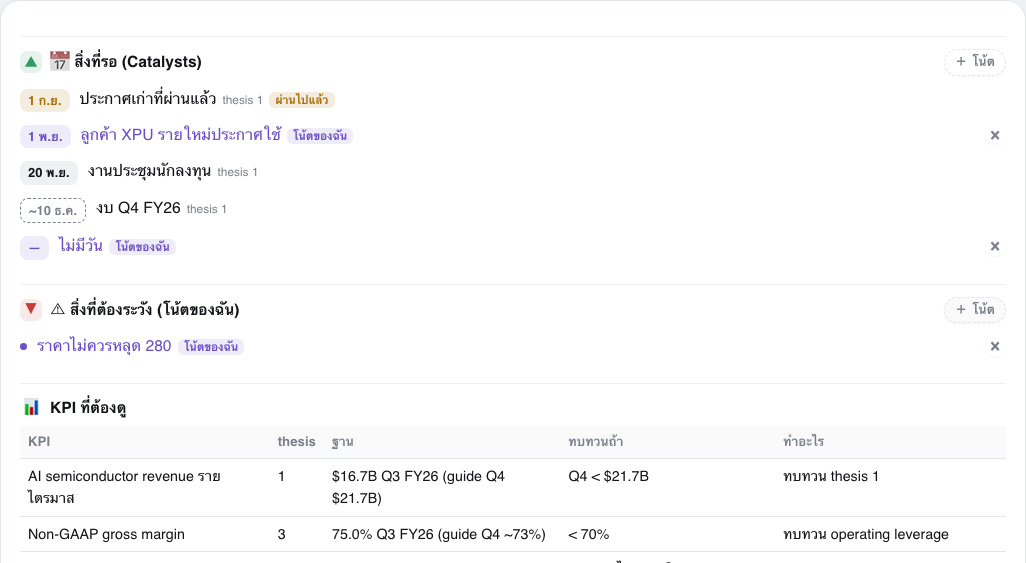 ▲ 📅 สิ่งที่รอ (Catalysts) + โน้ต
1 ก.ย. ประกาศเก่าที่ผ่านแล้ว thesis 1 ผ่านไปแล้ว
1 พ.ย. ลูกค้า XPU รายใหม่ประกาศใช้ โน้ตของฉัน ×
20 พ.ย. งานประชุมนักลงทุน thesis 1
~10 ธ.ค. งบ Q4 FY26 thesis 1
– ไม่มีวัน โน้ตของฉัน ×
▼ ⚠ สิ่งที่ต้องระวัง (โน้ตของฉัน) + โน้ต
• ราคาไม่ควรหลุด 280 โน้ตของฉัน ×
📊 KPI ที่ต้องดู
KPI thesis ฐาน ทบทวนถ้า ทำอะไร
AI semiconductor revenue ราย 1 $16.7B Q3 FY26 (guide Q4 Q4 < $21.7B ทบทวน thesis 1
ไตรมาส $21.7B)
Non-GAAP gross margin 3 75.0% Q3 FY26 (guide Q4 ~73%) < 70% ทบทวน operating leverage